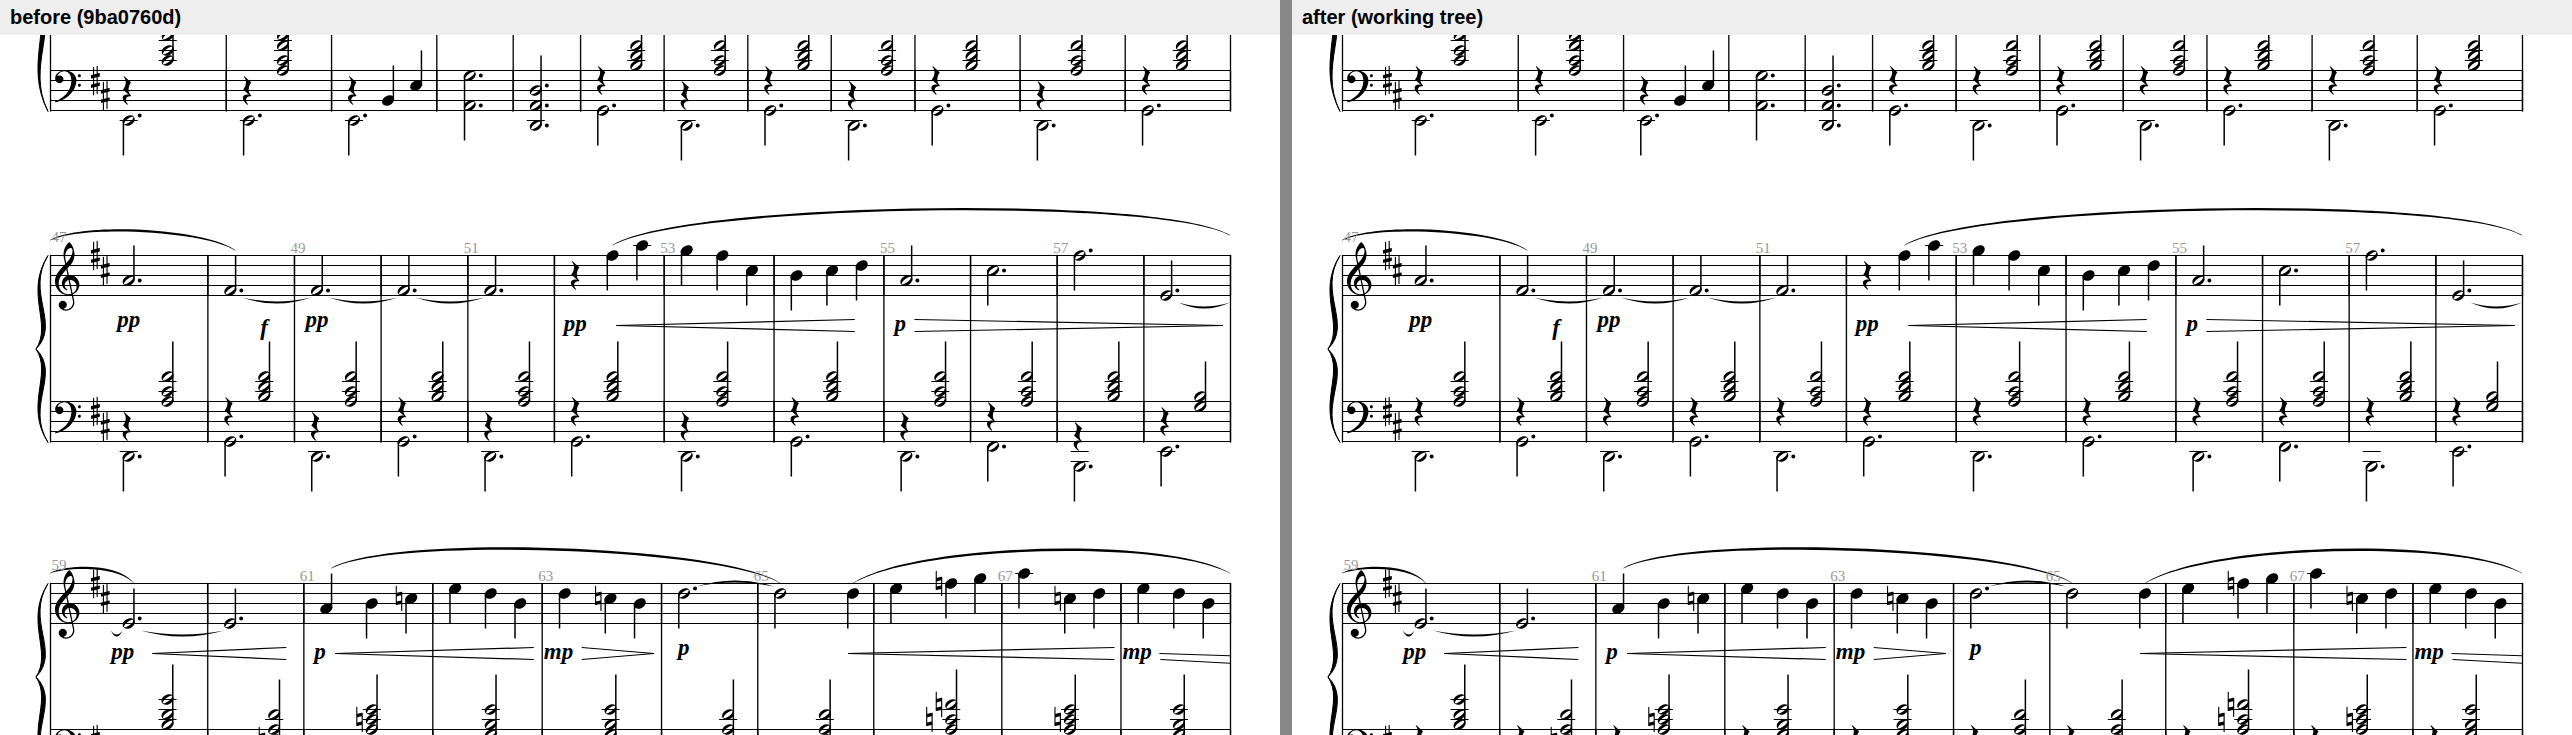 before (9ba0760d)
after (working tree)
47 49 51 53 55 57
pp f pp pp p
47 49 51 53 55 57
pp f pp pp p
59 61 63 65 67
pp p mp p mp
59 61 63 65 67
pp p mp p mp